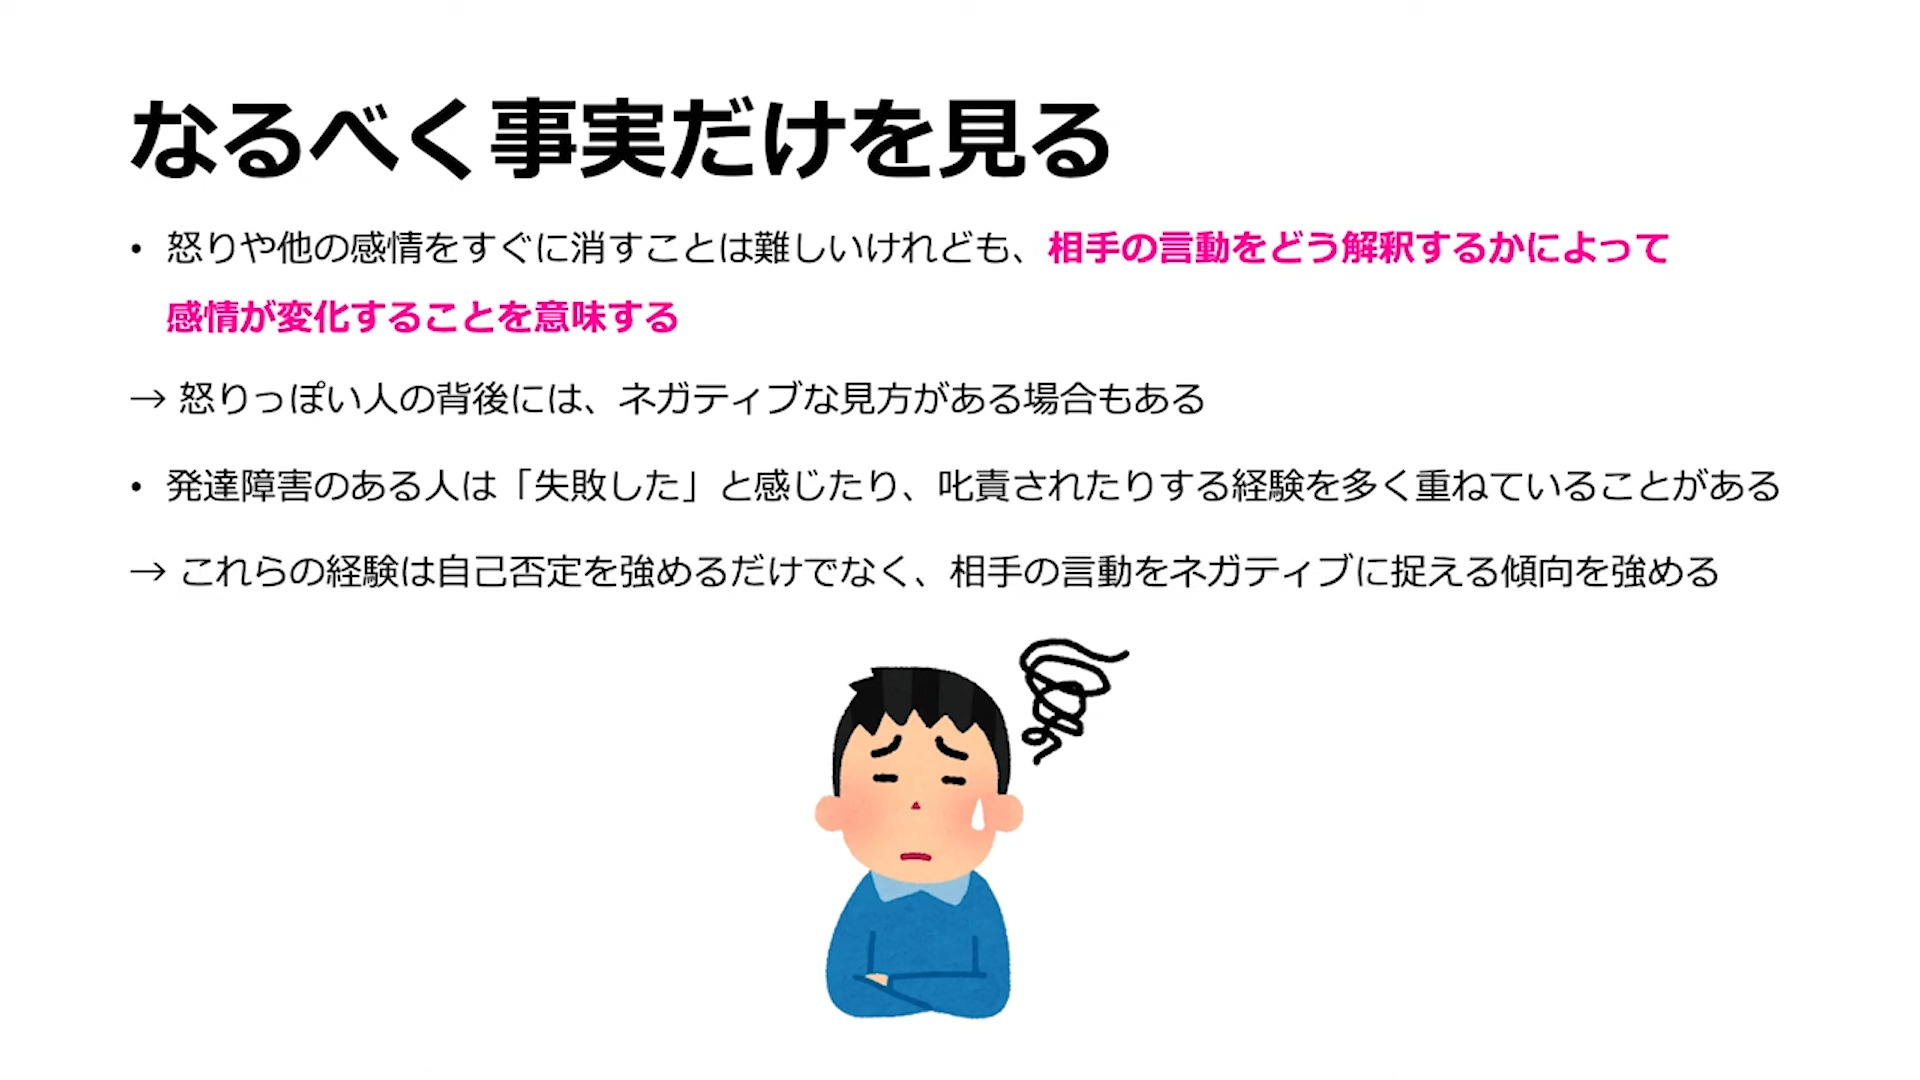 なるべく事実だけを見る
• 怒りや他の感情をすぐに消すことは難しいけれども、相手の言動をどう解釈するかによって
感情が変化することを意味する
→ 怒りっぽい人の背後には、ネガティブな見方がある場合もある
• 発達障害のある人は「失敗した」と感じたり、叱責されたりする経験を多く重ねていることがある
→ これらの経験は自己否定を強めるだけでなく、相手の言動をネガティブに捉える傾向を強める